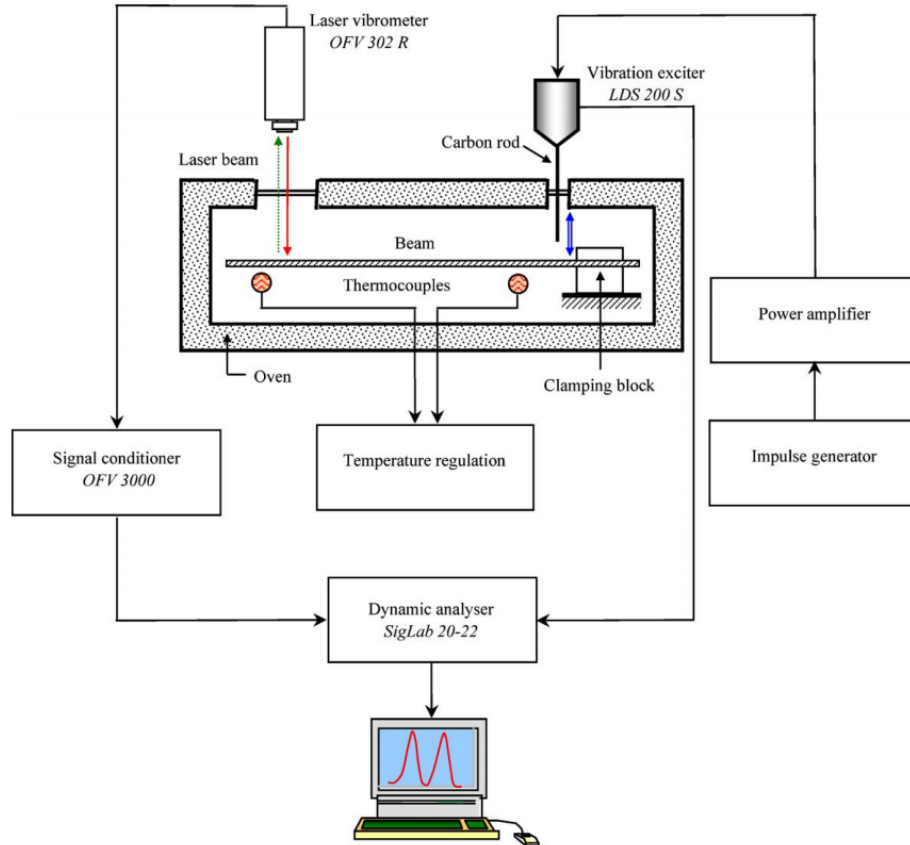 Laser vibrometer
OFV 302 R
Vibration exciter
LDS 200 S
Carbon rod
Laser beam
Beam
Thermocouples
Power amplifier
Oven
Clamping block
Signal conditioner
OFV 3000
Temperature regulation
Impulse generator
Dynamic analyser
SigLab 20-22